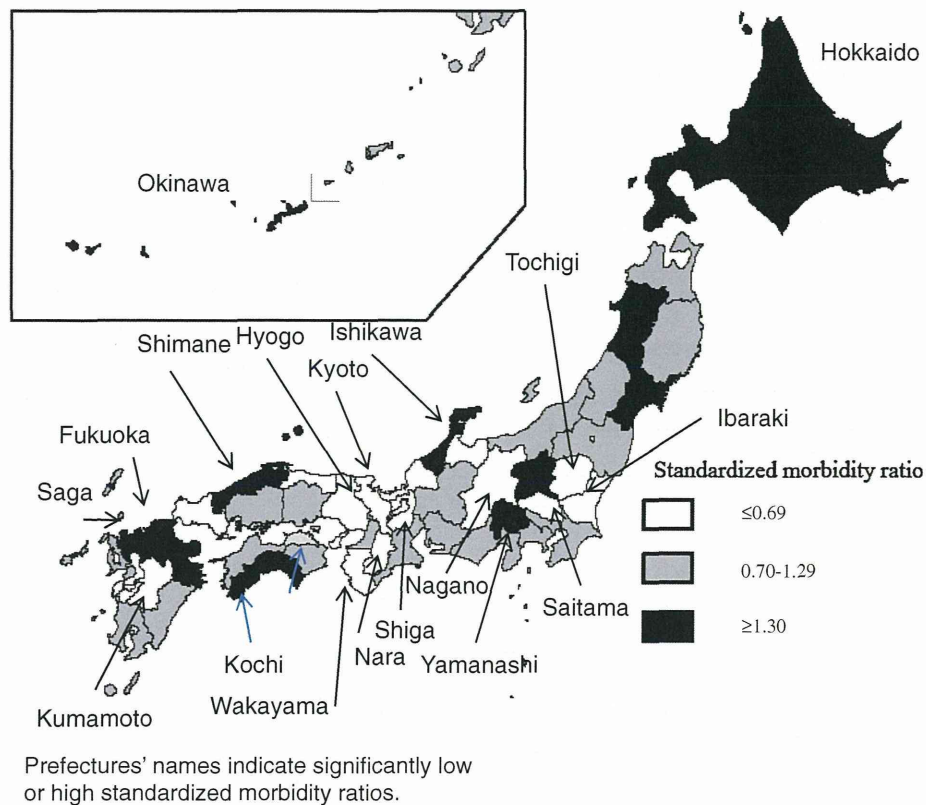 Hokkaido
Okinawa
Tochigi
Shimane
Hyogo
Ishikawa
Kyoto
Fukuoka
Ibaraki
Saga
Standardized morbidity ratio
≤0.69
0.70-1.29
≥1.30
Nagano
Saitama
Shiga
Kochi
Nara
Yamanashi
Wakayama
Kumamoto
Prefectures' names indicate significantly low
or high standardized morbidity ratios.